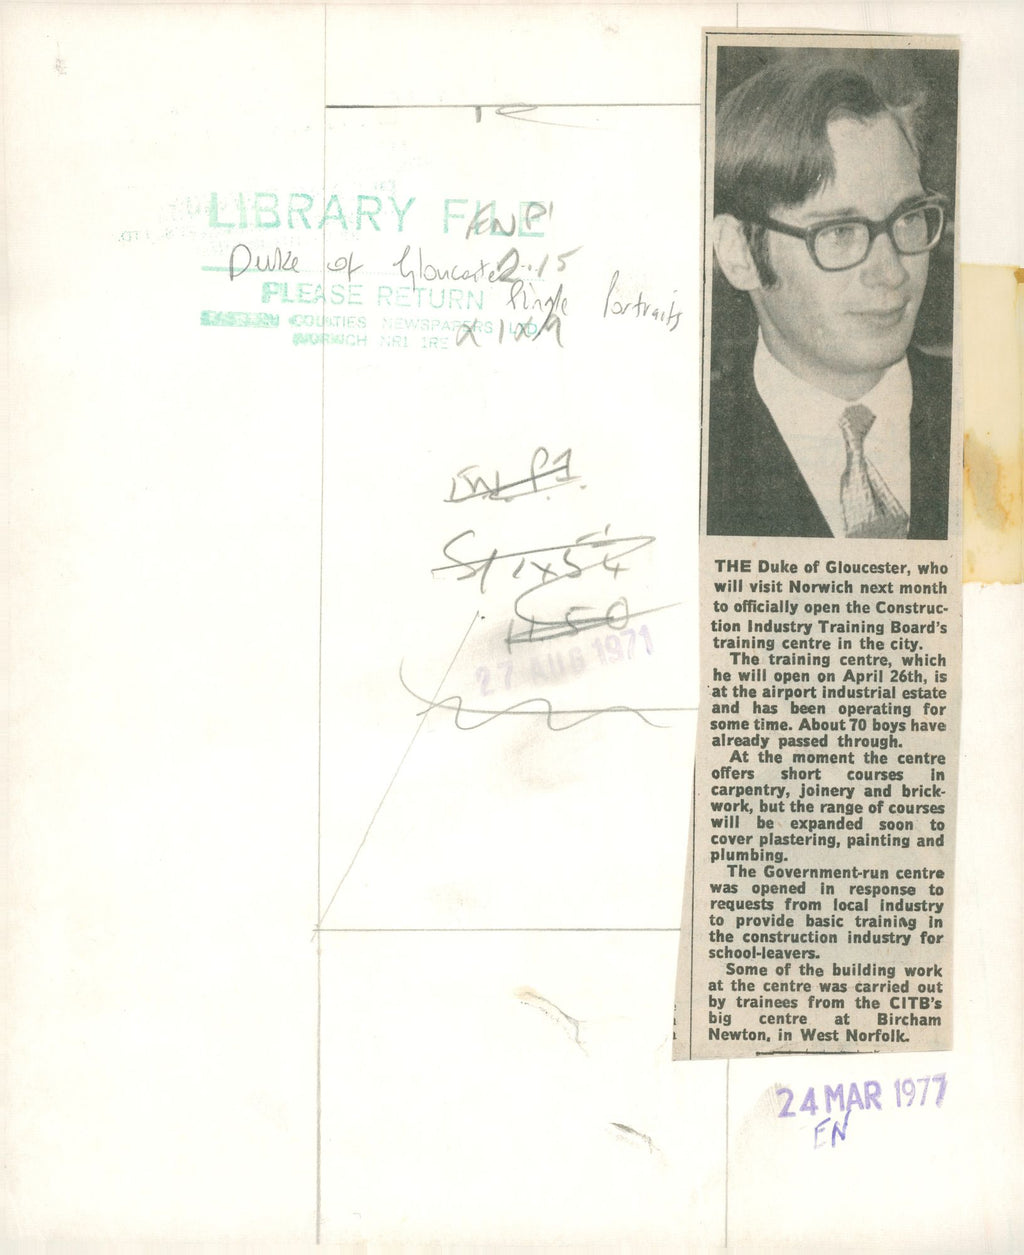 LIBRARY FILE
EN P1
Duke of Gloucester
2.15
PLEASE RETURN
Single Portraits
EASTERN COUNTIES NEWSPAPERS LTD.
NORWICH NR1 1RE
27 AUG 1971
THE Duke of Gloucester, who
will visit Norwich next month
to officially open the Construc-
tion Industry Training Board's
training centre in the city.
The training centre, which
he will open on April 26th, is
at the airport industrial estate
and has been operating for
some time. About 70 boys have
already passed through.
At the moment the centre
offers short courses in
carpentry, joinery and brick-
work, but the range of courses
will be expanded soon to
cover plastering, painting and
plumbing.
The Government-run centre
was opened in response to
requests from local industry
to provide basic training in
the construction industry for
school-leavers.
Some of the building work
at the centre was carried out
by trainees from the CITB's
big centre at Bircham
Newton, in West Norfolk.
24 MAR 1977
EN